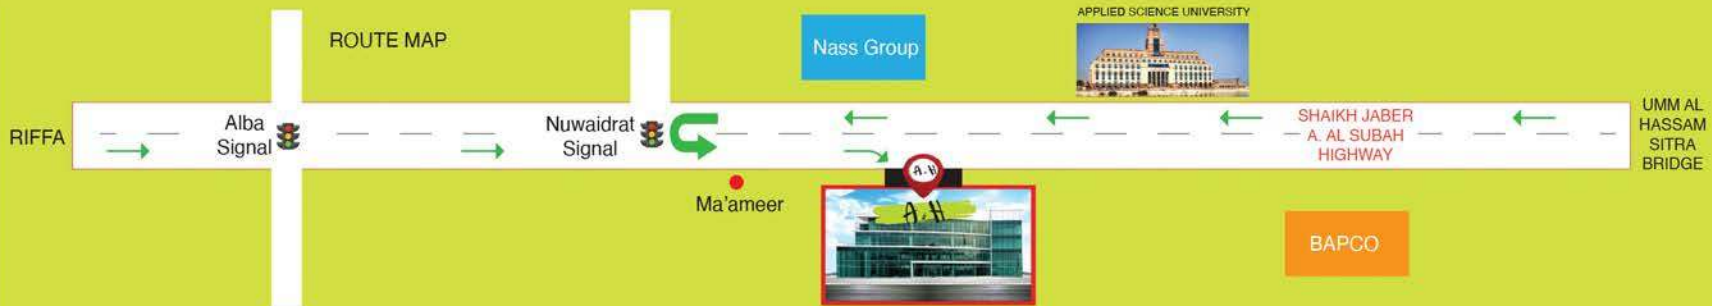 APPLIED SCIENCE UNIVERSITY
ROUTE MAP
Nass Group
RIFFA
Alba
Signal
Nuwaidrat
Signal
SHAIKH JABER
A. AL SUBAH
HIGHWAY
UMM AL
HASSAM
SITRA
BRIDGE
A.H
Ma'ameer
A.H
BAPCO